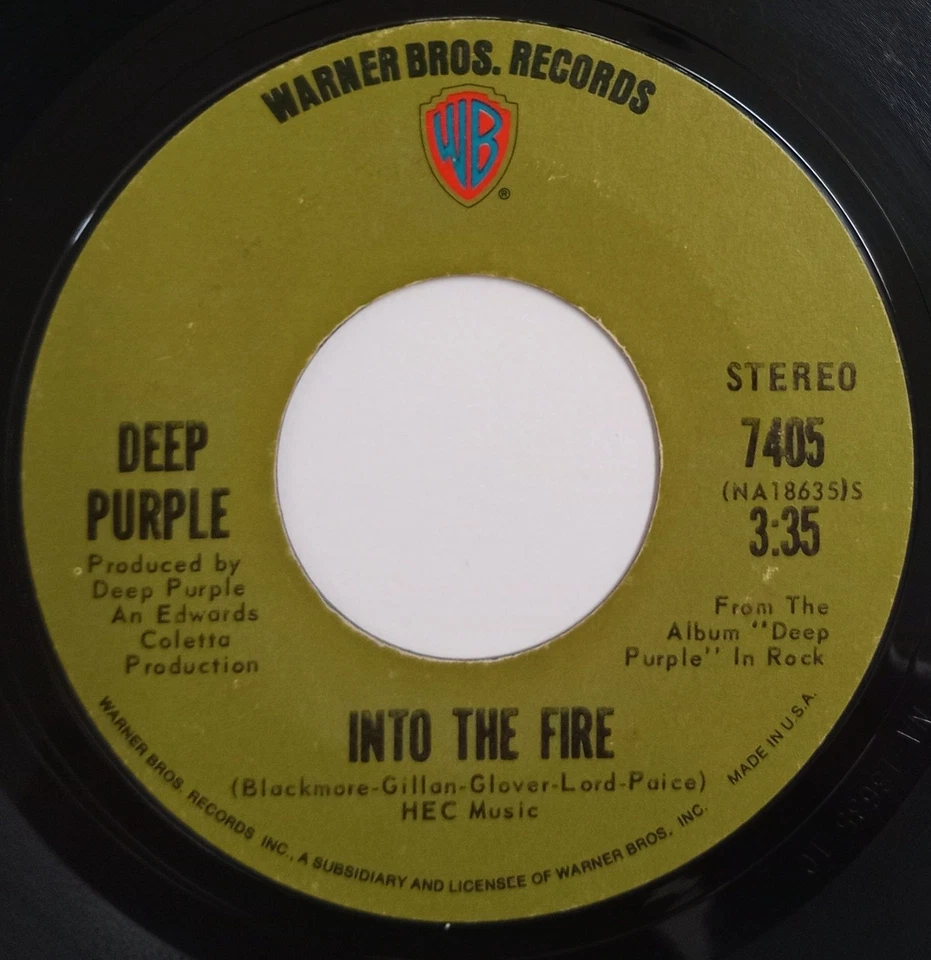 WARNER BROS. RECORDS
WB
®
STEREO
7405
(NA18635)S
3:35
From The
Album "Deep
Purple" In Rock
DEEP
PURPLE
Produced by
Deep Purple
An Edwards
Coletta
Production
INTO THE FIRE
(Blackmore-Gillan-Glover-Lord-Paice)
HEC Music
WARNER BROS. RECORDS INC., A SUBSIDIARY AND LICENSEE OF WARNER BROS. INC.
MADE IN U.S.A.